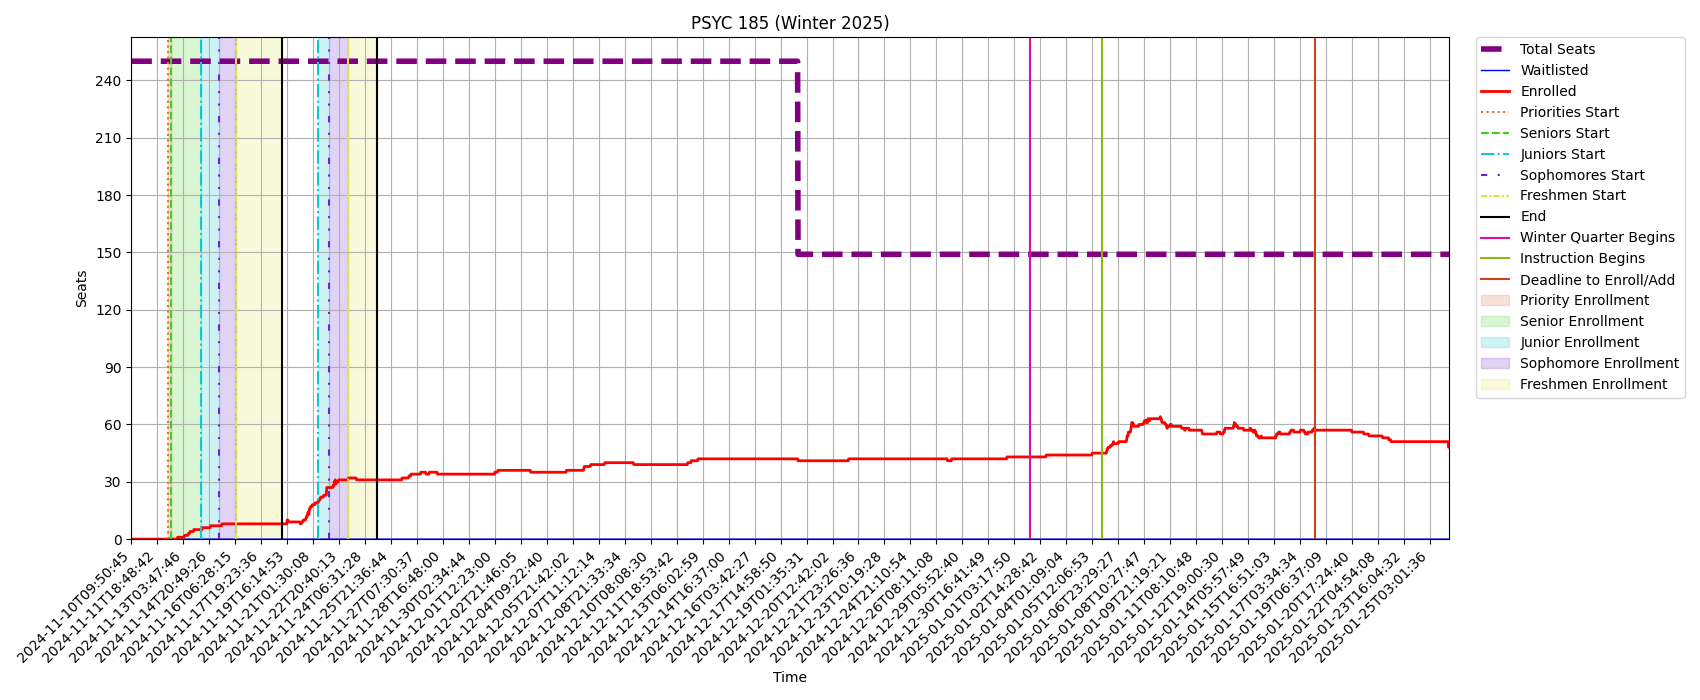 PSYC 185 (Winter 2025)
Seats
240
210
180
150
120
90
60
30
0
2024-11-10T09:50:45
2024-11-11T18:48:42
2024-11-13T03:47:46
2024-11-14T20:49:26
2024-11-16T06:28:15
2024-11-17T19:23:36
2024-11-19T16:14:53
2024-11-21T01:30:08
2024-11-22T20:40:13
2024-11-24T06:31:28
2024-11-25T21:36:44
2024-11-27T07:30:37
2024-11-28T16:48:00
2024-11-30T02:34:44
2024-12-01T12:23:00
2024-12-02T21:46:05
2024-12-04T09:22:40
2024-12-05T21:42:02
2024-12-07T11:12:14
2024-12-08T21:33:34
2024-12-10T08:08:30
2024-12-11T18:53:42
2024-12-13T06:02:59
2024-12-14T16:37:00
2024-12-17T03:42:27
2024-12-17T14:58:50
2024-12-19T01:35:31
2024-12-20T12:42:02
2024-12-21T23:26:36
2024-12-23T10:19:28
2024-12-24T21:10:54
2024-12-26T08:11:08
2024-12-29T05:52:40
2024-12-30T16:41:49
2025-01-01T03:17:50
2025-01-02T14:28:42
2025-01-04T01:09:04
2025-01-05T12:06:53
2025-01-06T23:29:27
2025-01-08T10:27:47
2025-01-09T21:19:21
2025-01-11T08:10:48
2025-01-12T19:00:30
2025-01-14T05:57:49
2025-01-15T16:51:03
2025-01-17T03:34:34
2025-01-19T06:37:09
2025-01-20T17:24:40
2025-01-22T04:54:08
2025-01-23T16:04:32
2025-01-25T03:01:36
Time
Total Seats
Waitlisted
Enrolled
Priorities Start
Seniors Start
Juniors Start
Sophomores Start
Freshmen Start
End
Winter Quarter Begins
Instruction Begins
Deadline to Enroll/Add
Priority Enrollment
Senior Enrollment
Junior Enrollment
Sophomore Enrollment
Freshmen Enrollment